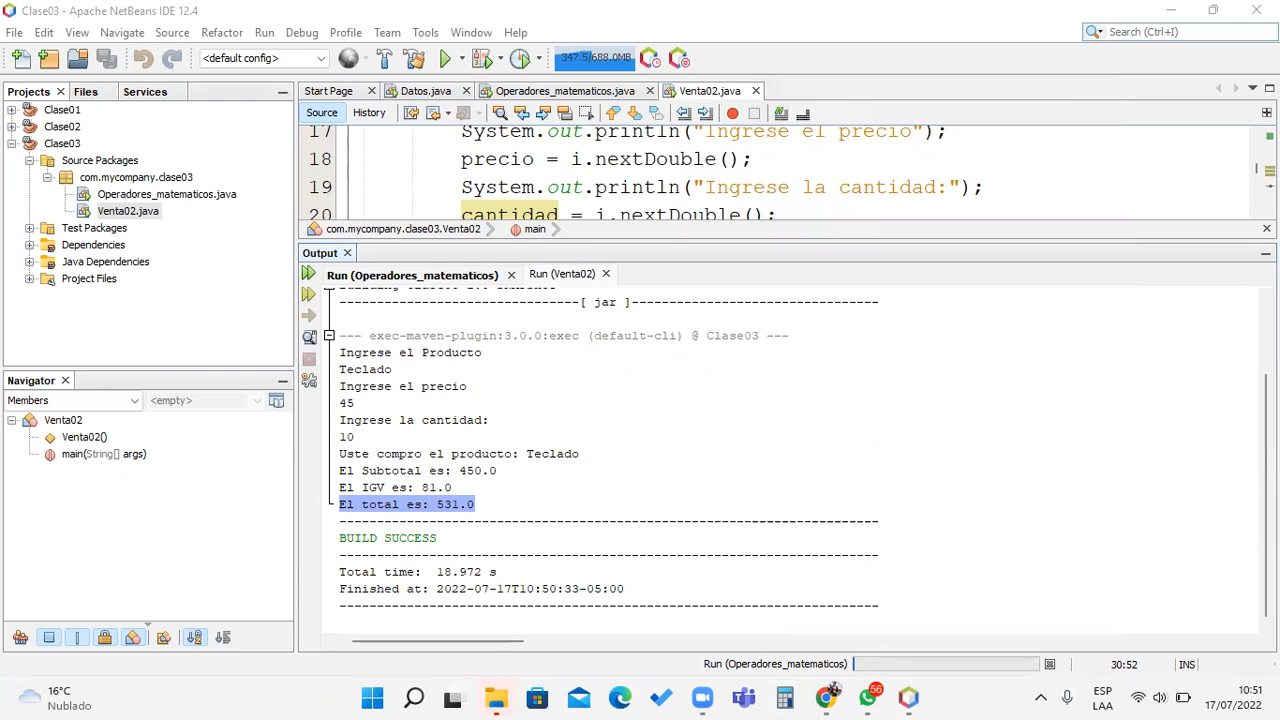 Clase03 - Apache NetBeans IDE 12.4
File Edit View Navigate Source Refactor Run Debug Profile Team Tools Window Help
Search (Ctrl+I)
<default config>
347.5/688.0MB
Projects Files Services
Clase01
Clase02
Clase03
Source Packages
com.mycompany.clase03
Operadores_matematicos.java
Venta02.java
Test Packages
Dependencies
Java Dependencies
Project Files
Navigator
Members
<empty>
Venta02
Venta02()
main(String[] args)
Start Page Datos.java Operadores_matematicos.java Venta02.java
Source History
17 System.out.println("Ingrese el precio");
18 precio = i.nextDouble();
19 System.out.println("Ingrese la cantidad:");
20 cantidad = i.nextDouble();
com.mycompany.clase03.Venta02 main
Output
Run (Operadores_matematicos) Run (Venta02)
--------------------------------[ jar ]---------------------------------
--- exec-maven-plugin:3.0.0:exec (default-cli) @ Clase03 ---
Ingrese el Producto
Teclado
Ingrese el precio
45
Ingrese la cantidad:
10
Uste compro el producto: Teclado
El Subtotal es: 450.0
El IGV es: 81.0
El total es: 531.0
------------------------------------------------------------------------
BUILD SUCCESS
------------------------------------------------------------------------
Total time: 18.972 s
Finished at: 2022-07-17T10:50:33-05:00
------------------------------------------------------------------------
Run (Operadores_matematicos)
30:52
INS
16°C
Nublado
56
ESP
LAA
10:51
17/07/2022